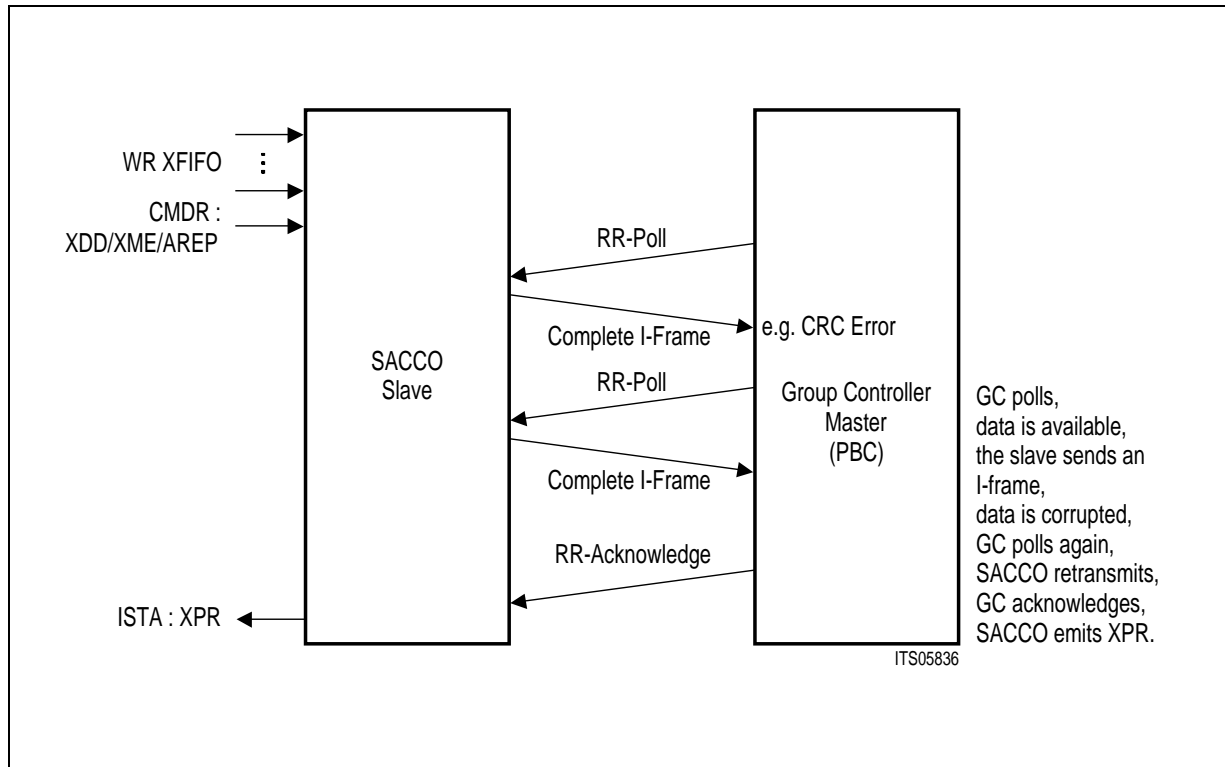 WR XFIFO
CMDR :
XDD/XME/AREP
ISTA : XPR
SACCO
Slave
RR-Poll
Complete I-Frame
RR-Poll
Complete I-Frame
RR-Acknowledge
e.g. CRC Error
Group Controller
Master
(PBC)
GC polls,
data is available,
the slave sends an
I-frame,
data is corrupted,
GC polls again,
SACCO retransmits,
GC acknowledges,
SACCO emits XPR.
ITS05836